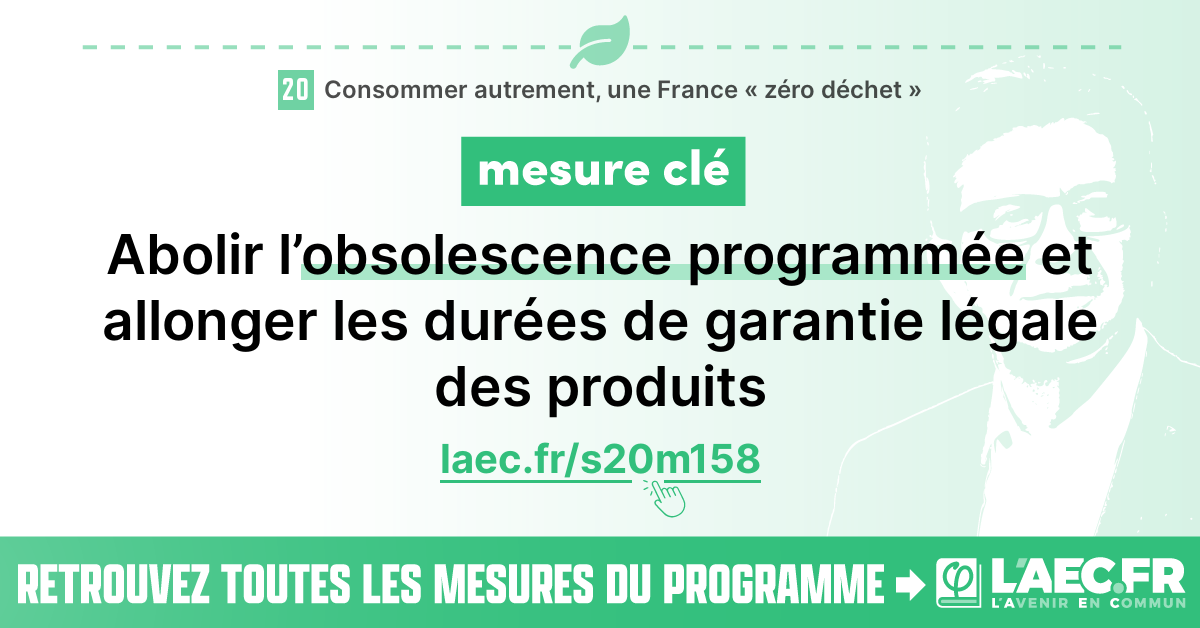 20 Consommer autrement, une France « zéro déchet »
mesure clé
Abolir l’obsolescence programmée et
allonger les durées de garantie légale
des produits
laec.fr/s20m158
RETROUVEZ TOUTES LES MESURES DU PROGRAMME
L'AEC.FR
L'AVENIR EN COMMUN